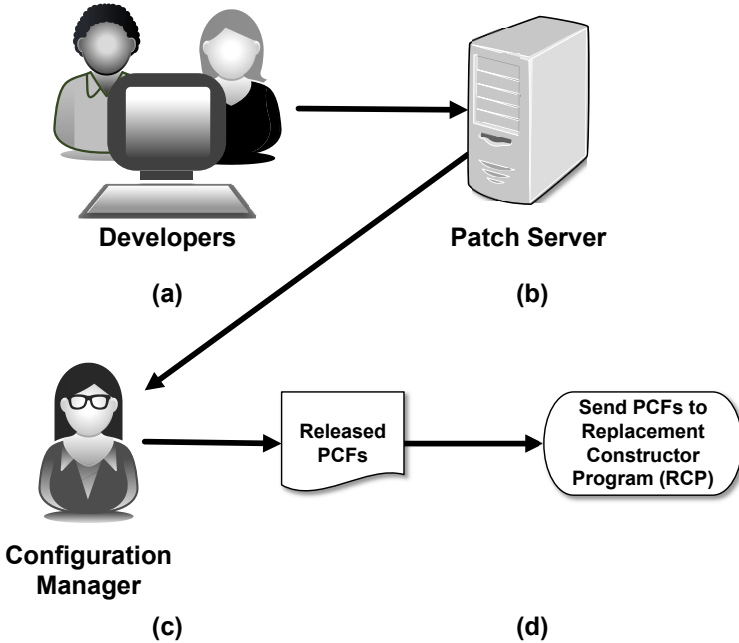 Developers
Patch Server
(a)
(b)
Released
PCFs
Send PCFs to
Replacement
Constructor
Program (RCP)
Configuration
Manager
(c)
(d)